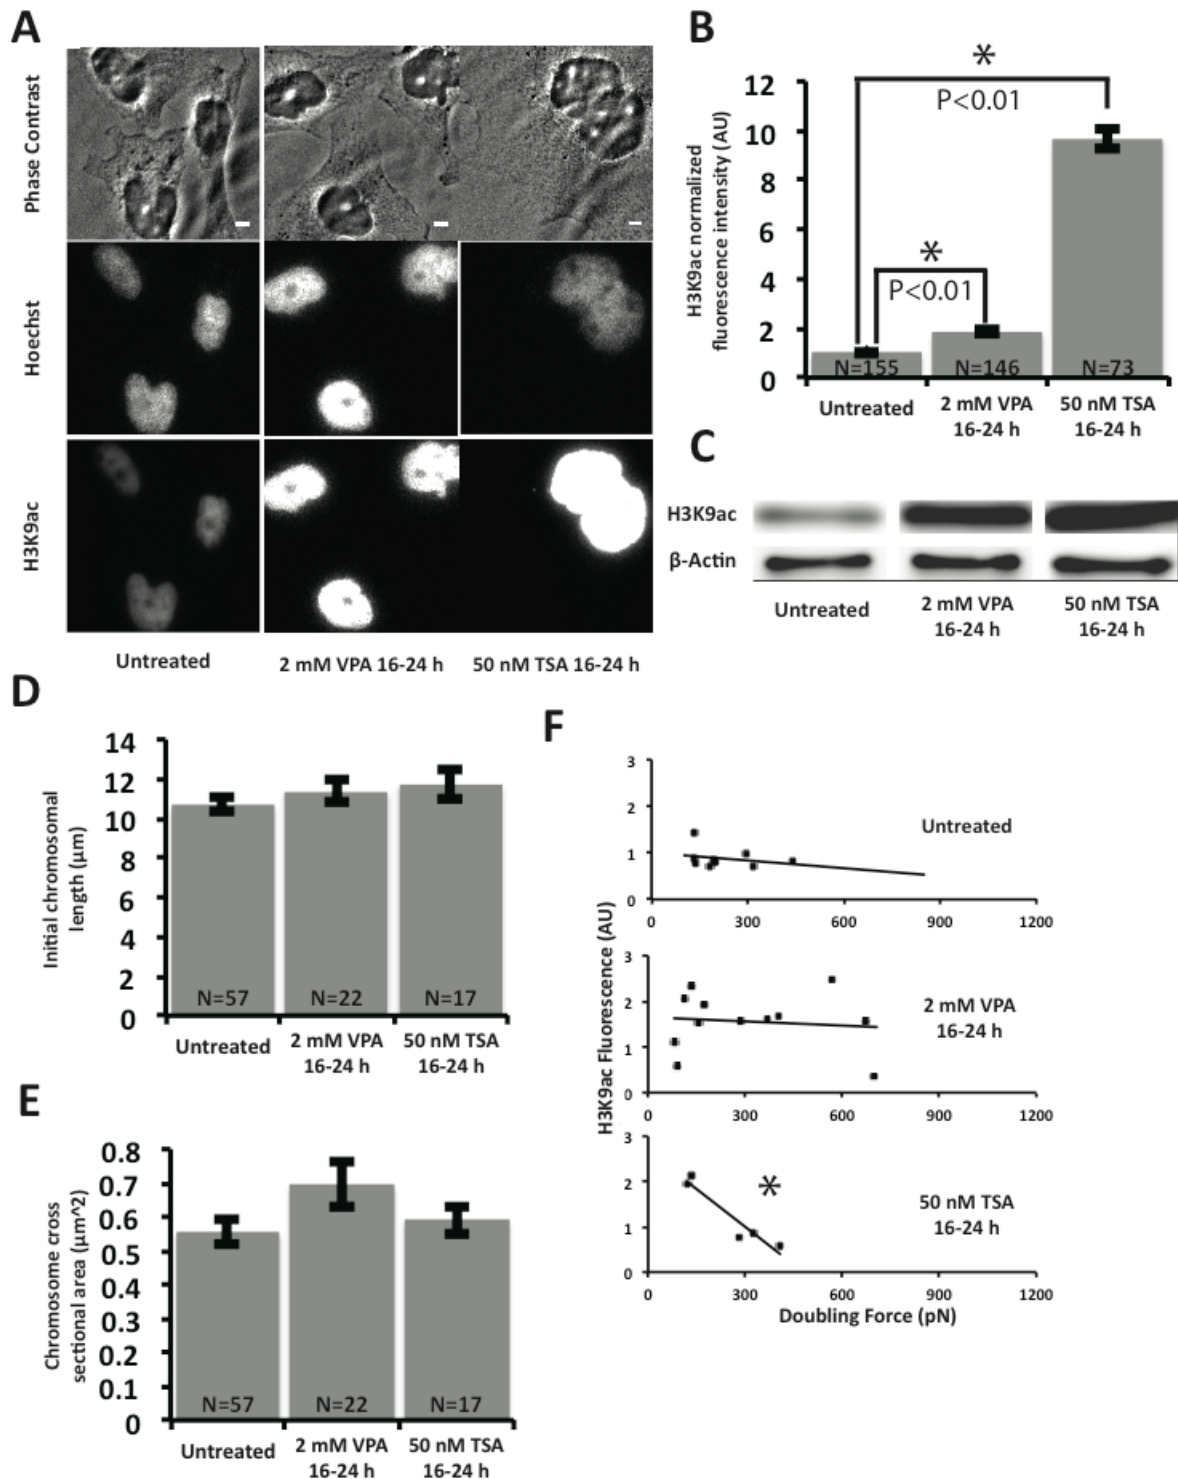 A
Phase Contrast
Hoechst
H3K9ac
Untreated
2 mM VPA 16-24 h
50 nM TSA 16-24 h
B
H3K9ac normalized
fluorescence intensity (AU)
12
10
8
6
4
2
0
*
P<0.01
*
P<0.01
N=155
N=146
N=73
Untreated
2 mM VPA
16-24 h
50 nM TSA
16-24 h
C
H3K9ac
β-Actin
Untreated
2 mM VPA
16-24 h
50 nM TSA
16-24 h
D
Initial chromosomal
length (μm)
14
12
10
8
6
4
2
0
N=57
N=22
N=17
Untreated
2 mM VPA
16-24 h
50 nM TSA
16-24 h
E
Chromosome cross
sectional area (μm^2)
0.8
0.7
0.6
0.5
0.4
0.3
0.2
0.1
0
N=57
N=22
N=17
Untreated
2 mM VPA
16-24 h
50 nM TSA
16-24 h
F
H3K9ac Fluorescence (AU)
3
2
1
0
Untreated
0 300 600 900 1200
3
2
1
0
2 mM VPA
16-24 h
0 300 600 900 1200
3
2
1
0
*
50 nM TSA
16-24 h
0 300 600 900 1200
Doubling Force (pN)